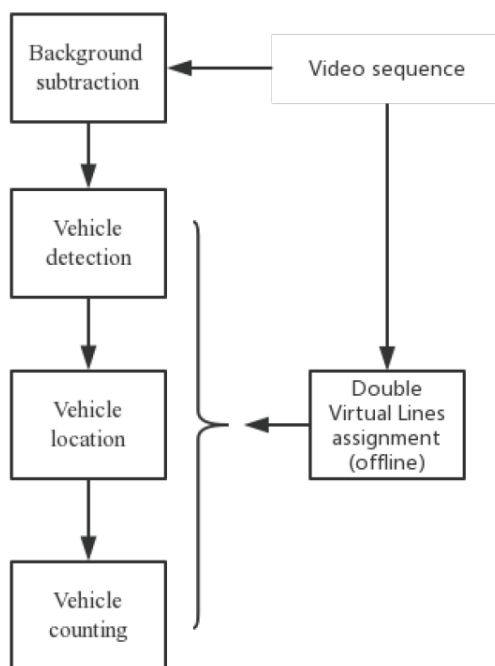 Background
subtraction
Video sequence
Vehicle
detection
Vehicle
location
Double
Virtual Lines
assignment
(offline)
Vehicle
counting